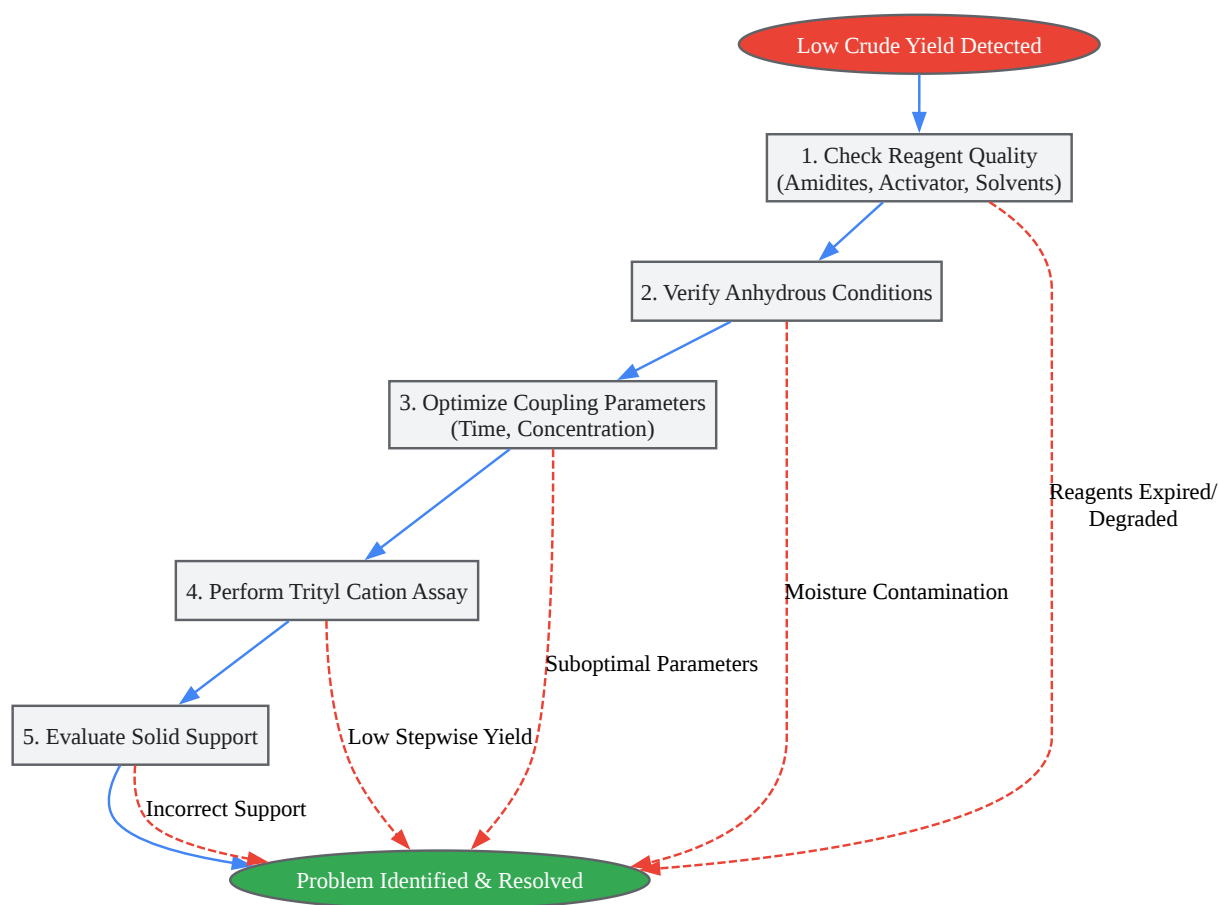 Low Crude Yield Detected
1. Check Reagent Quality
(Amidites, Activator, Solvents)
2. Verify Anhydrous Conditions
3. Optimize Coupling Parameters
(Time, Concentration)
Reagents Expired/
Degraded
4. Perform Trityl Cation Assay
Moisture Contamination
Suboptimal Parameters
5. Evaluate Solid Support
Low Stepwise Yield
Incorrect Support
Problem Identified & Resolved